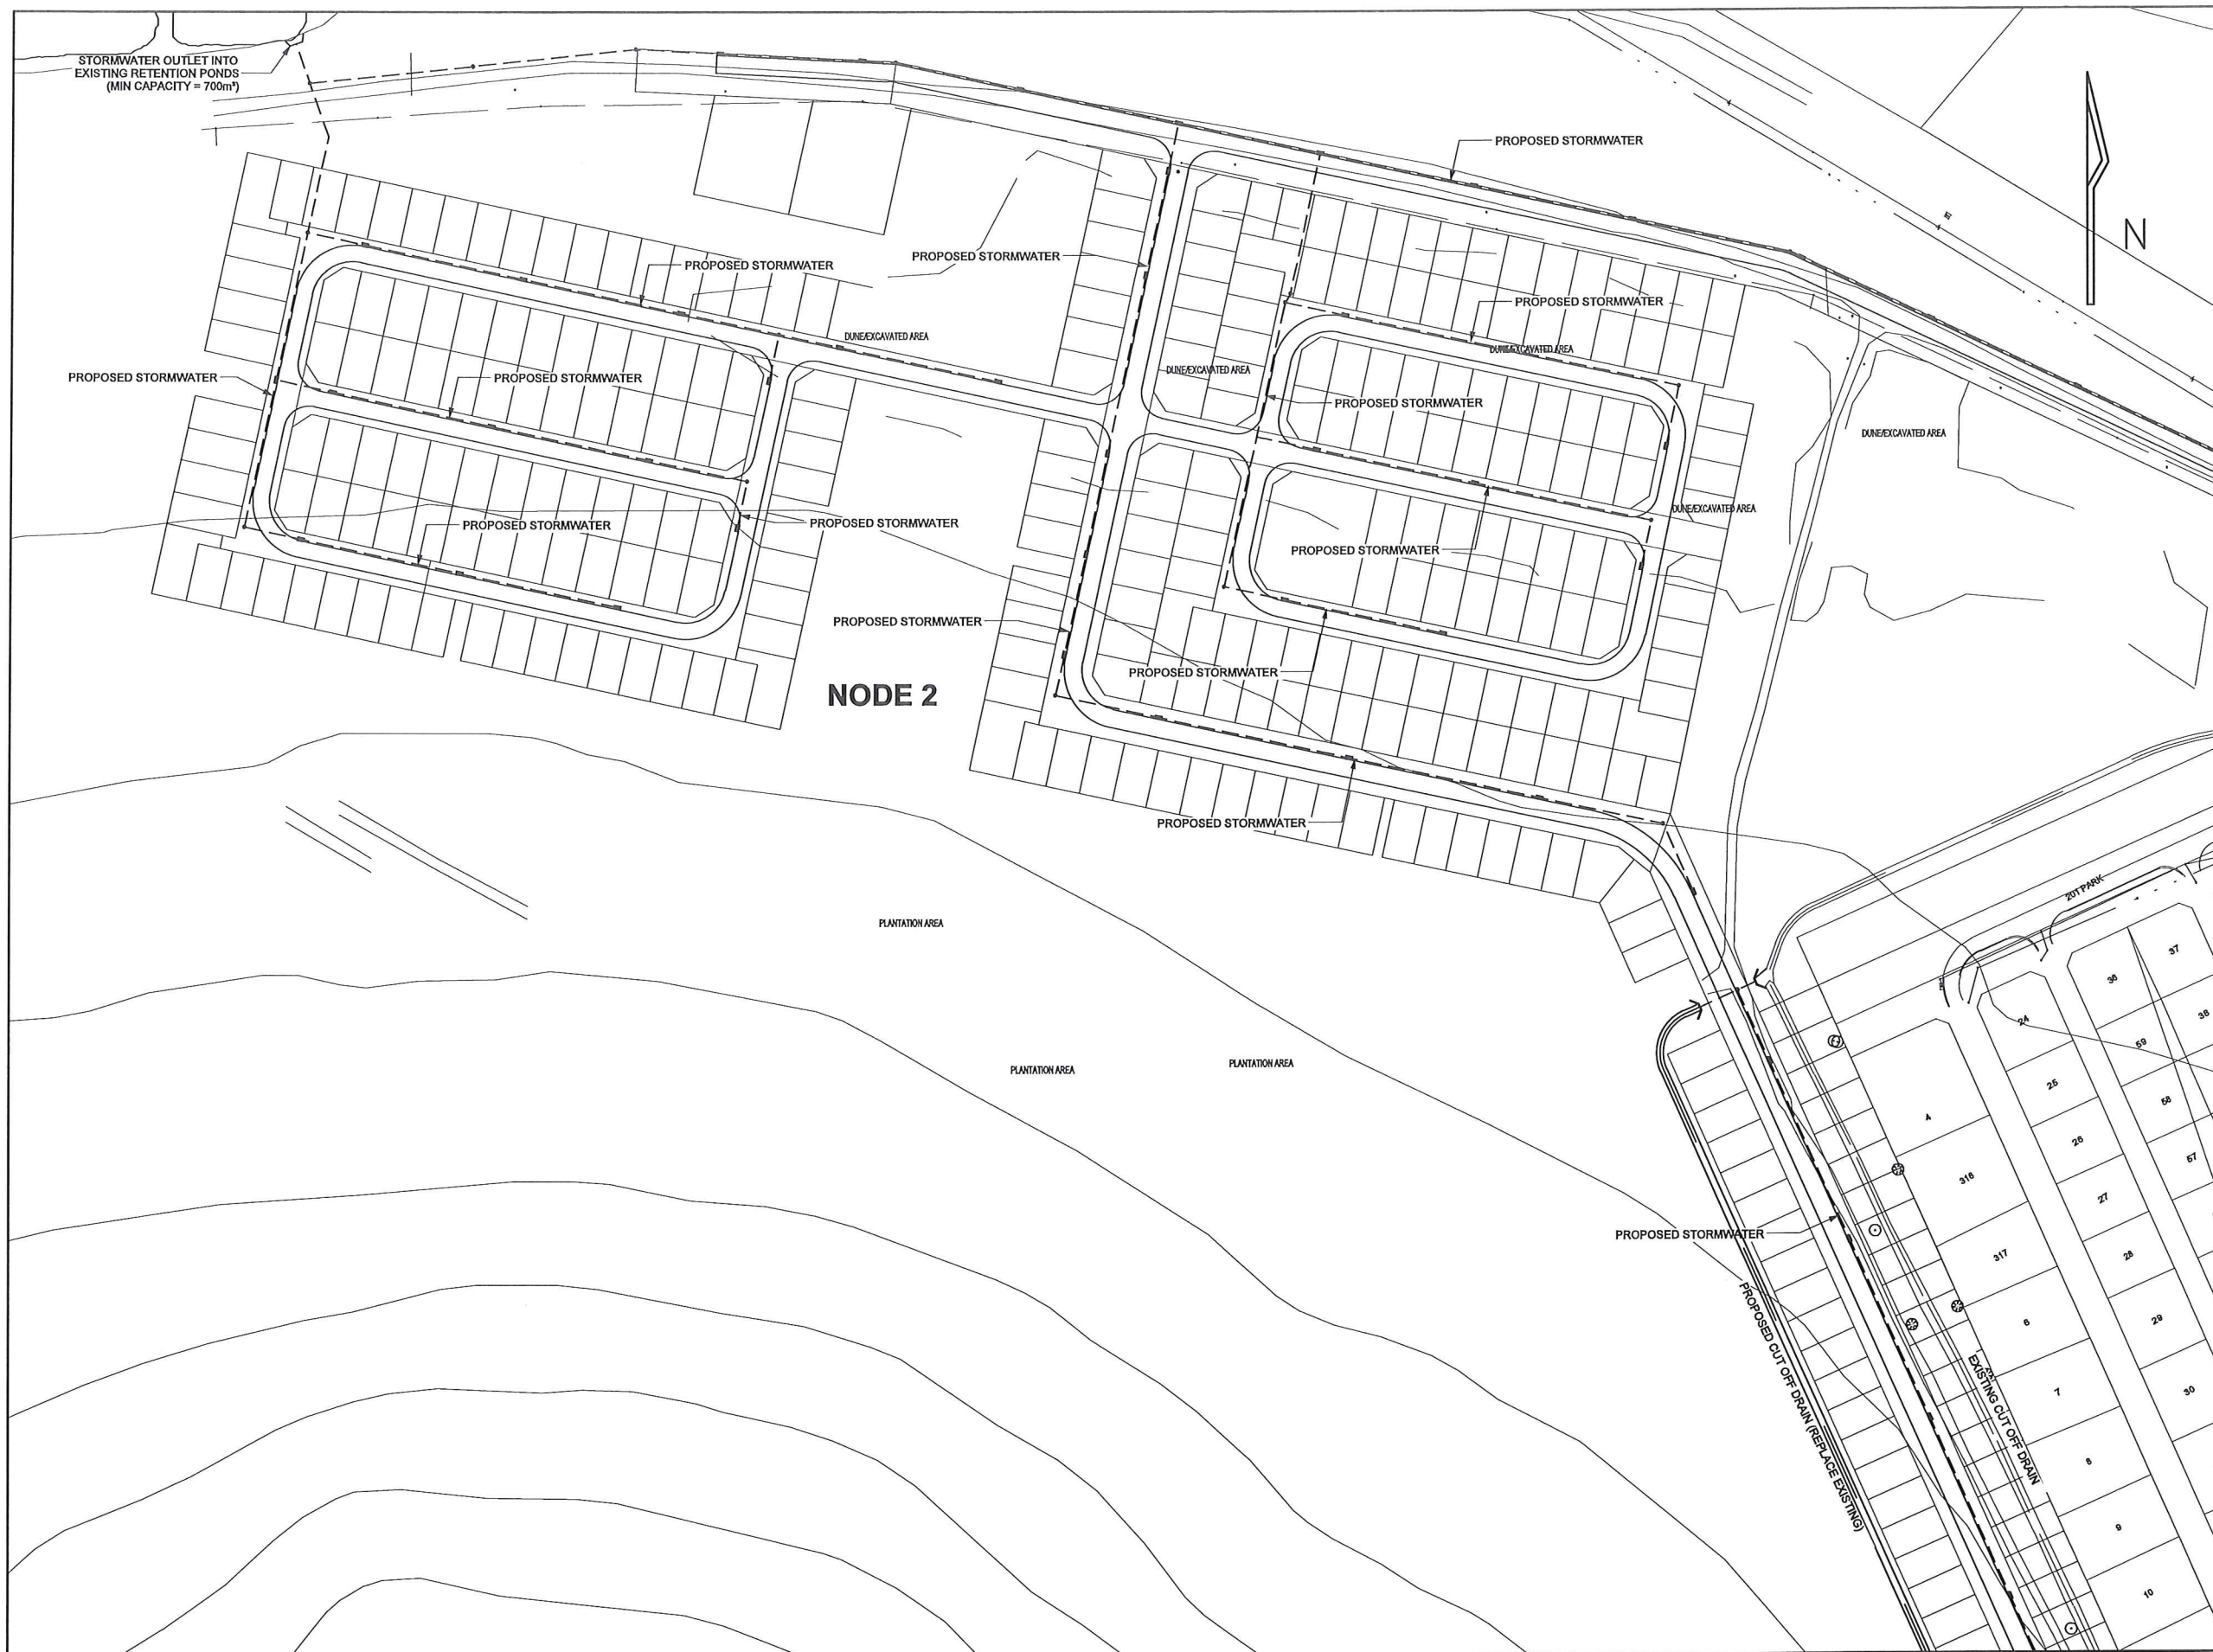 STORMWATER OUTLET INTO
EXISTING RETENTION PONDS
(MIN CAPACITY = 700m³)
PROPOSED STORMWATER
N
PROPOSED STORMWATER
PROPOSED STORMWATER
PROPOSED STORMWATER
DUNE/EXCAVATED AREA
DUNE/EXCAVATED AREA
DUNE/EXCAVATED AREA
PROPOSED STORMWATER
PROPOSED STORMWATER
PROPOSED STORMWATER
DUNE/EXCAVATED AREA
DUNE/EXCAVATED AREA
PROPOSED STORMWATER
PROPOSED STORMWATER
PROPOSED STORMWATER
PROPOSED STORMWATER
PROPOSED STORMWATER
NODE 2
PROPOSED STORMWATER
PLANTATION AREA
PLANTATION AREA
PLANTATION AREA
201 PARK
PROPOSED STORMWATER
PROPOSED CUT OFF DRAIN (REPLACE EXISTING)
EXISTING CUT OFF DRAIN
37
36
38
24
59
25
58
4
26
57
316
27
317
28
6
29
7
30
8
9
10